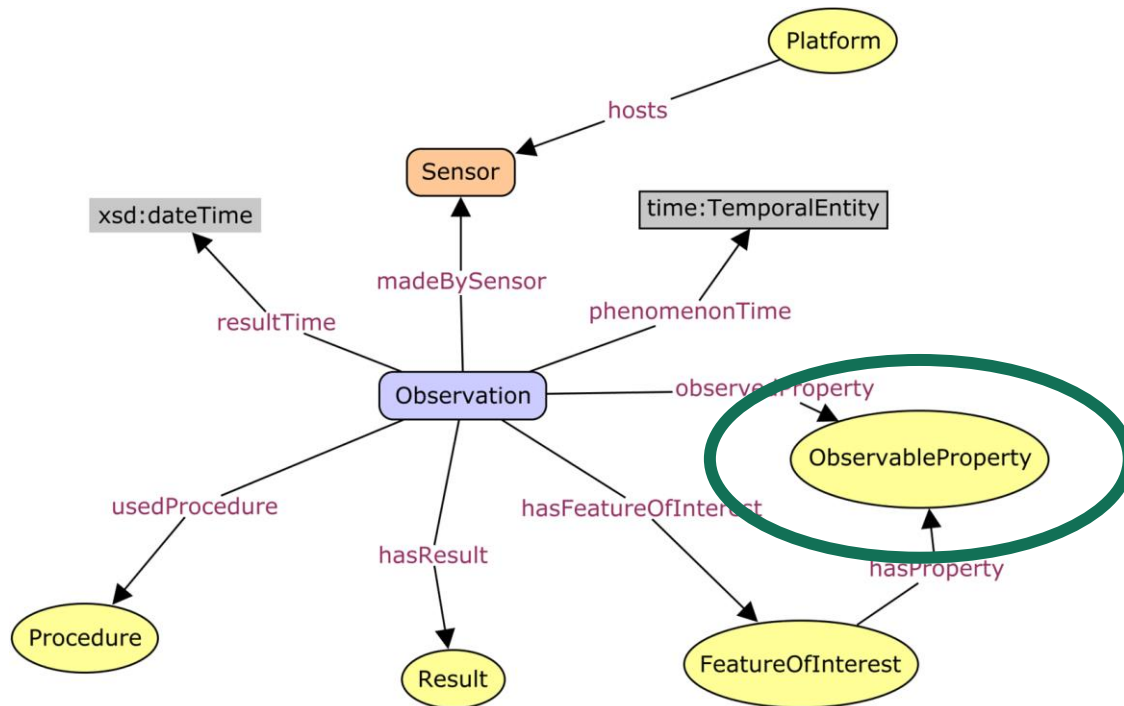 Platform
hosts
Sensor
xsd:dateTime
time:TemporalEntity
madeBySensor
resultTime
phenomenonTime
Observation
observedProperty
ObservableProperty
usedProcedure
hasFeatureOfInterest
hasResult
hasProperty
Procedure
Result
FeatureOfInterest